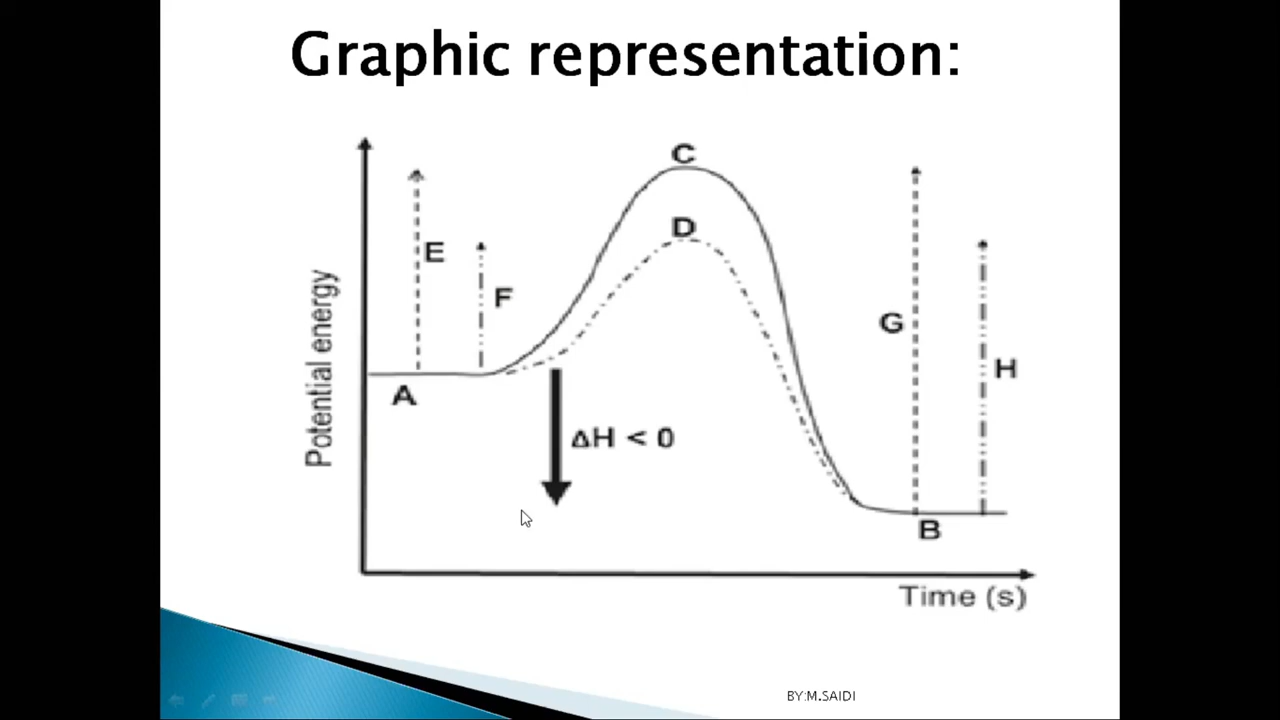 Graphic representation:
C
E
D
F
Potential energy
G
H
A
ΔH < 0
B
Time (s)
BY:M.SAIDI